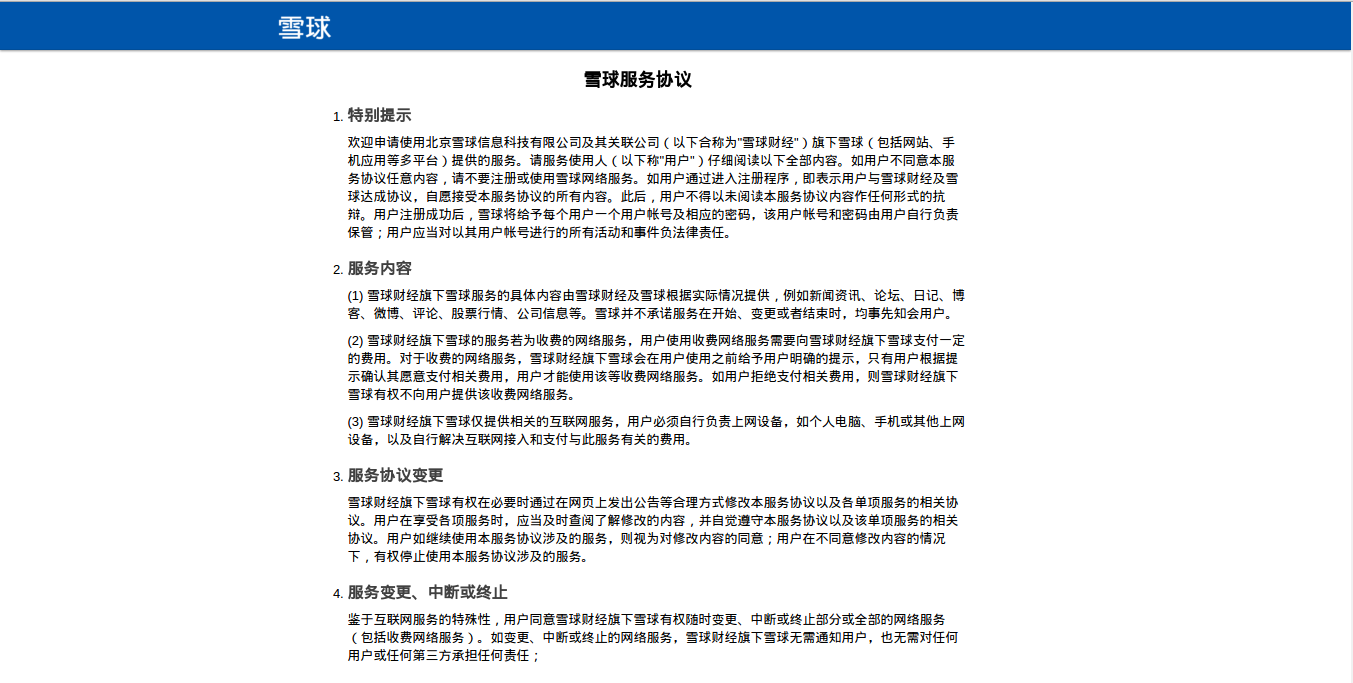 雪球
雪球服务协议
1. 特别提示
欢迎申请使用北京雪球信息科技有限公司及其关联公司（以下合称为"雪球财经"）旗下雪球（包括网站、手
机应用等多平台）提供的服务。请服务使用人（以下称"用户"）仔细阅读以下全部内容。如用户不同意本服
务协议任意内容，请不要注册或使用雪球网络服务。如用户通过进入注册程序，即表示用户与雪球财经及雪
球达成协议，自愿接受本服务协议的所有内容。此后，用户不得以未阅读本服务协议内容作任何形式的抗
辩。用户注册成功后，雪球将给予每个用户一个用户帐号及相应的密码，该用户帐号和密码由用户自行负责
保管；用户应当对以其用户帐号进行的所有活动和事件负法律责任。
2. 服务内容
(1) 雪球财经旗下雪球服务的具体内容由雪球财经及雪球根据实际情况提供，例如新闻资讯、论坛、日记、博
客、微博、评论、股票行情、公司信息等。雪球并不承诺服务在开始、变更或者结束时，均事先知会用户。
(2) 雪球财经旗下雪球的服务若为收费的网络服务，用户使用收费网络服务需要向雪球财经旗下雪球支付一定
的费用。对于收费的网络服务，雪球财经旗下雪球会在用户使用之前给予用户明确的提示，只有用户根据提
示确认其愿意支付相关费用，用户才能使用该等收费网络服务。如用户拒绝支付相关费用，则雪球财经旗下
雪球有权不向用户提供该收费网络服务。
(3) 雪球财经旗下雪球仅提供相关的互联网服务，用户必须自行负责上网设备，如个人电脑、手机或其他上网
设备，以及自行解决互联网接入和支付与此服务有关的费用。
3. 服务协议变更
雪球财经旗下雪球有权在必要时通过在网页上发出公告等合理方式修改本服务协议以及各单项服务的相关协
议。用户在享受各项服务时，应当及时查阅了解修改的内容，并自觉遵守本服务协议以及该单项服务的相关
协议。用户如继续使用本服务协议涉及的服务，则视为对修改内容的同意；用户在不同意修改内容的情况
下，有权停止使用本服务协议涉及的服务。
4. 服务变更、中断或终止
鉴于互联网服务的特殊性，用户同意雪球财经旗下雪球有权随时变更、中断或终止部分或全部的网络服务
（包括收费网络服务）。如变更、中断或终止的网络服务，雪球财经旗下雪球无需通知用户，也无需对任何
用户或任何第三方承担任何责任；